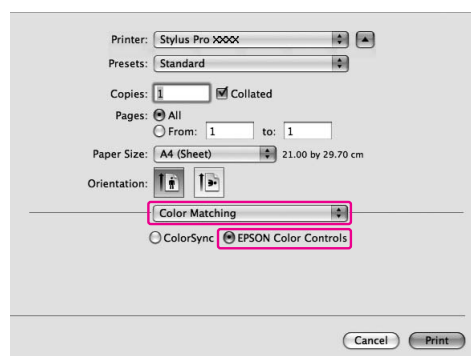 Printer: Stylus Pro XXXX
Presets: Standard
Copies: 1 Collated
Pages: All
From: 1 to: 1
Paper Size: A4 (Sheet) 21.00 by 29.70 cm
Orientation:
Color Matching
ColorSync EPSON Color Controls
Cancel Print